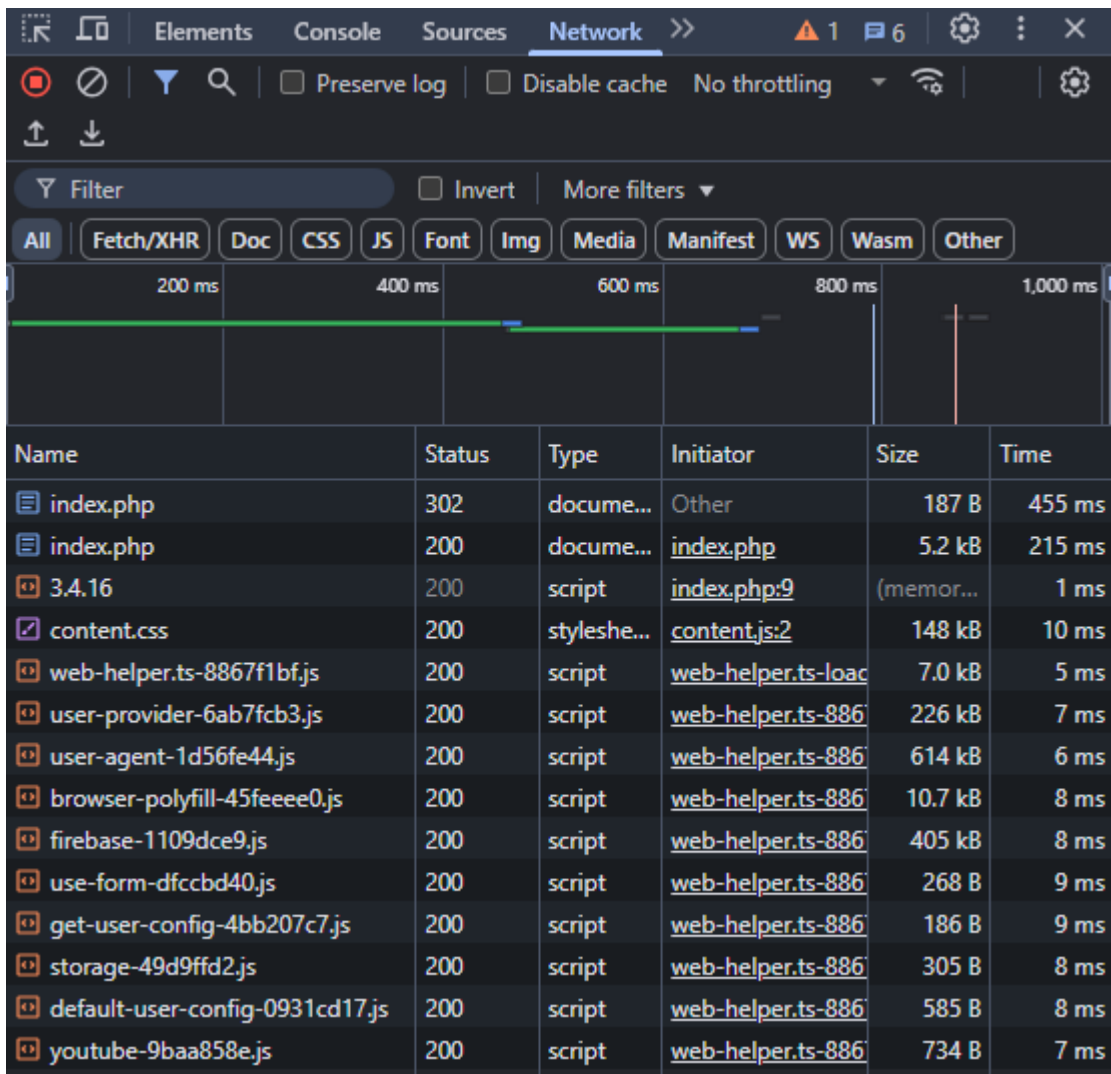 Elements Console Sources Network 1 6
Preserve log Disable cache No throttling
Filter Invert More filters
All Fetch/XHR Doc CSS JS Font Img Media Manifest WS Wasm Other
200 ms 400 ms 600 ms 800 ms 1,000 ms
Name Status Type Initiator Size Time
index.php 302 docume... Other 187 B 455 ms
index.php 200 docume... index.php 5.2 kB 215 ms
3.4.16 200 script index.php:9 (memor... 1 ms
content.css 200 styleshe... content.js:2 148 kB 10 ms
web-helper.ts-8867f1bf.js 200 script web-helper.ts-loac 7.0 kB 5 ms
user-provider-6ab7fcb3.js 200 script web-helper.ts-886 226 kB 7 ms
user-agent-1d56fe44.js 200 script web-helper.ts-886 614 kB 6 ms
browser-polyfill-45feeee0.js 200 script web-helper.ts-886 10.7 kB 8 ms
firebase-1109dce9.js 200 script web-helper.ts-886 405 kB 8 ms
use-form-dfccbd40.js 200 script web-helper.ts-886 268 B 9 ms
get-user-config-4bb207c7.js 200 script web-helper.ts-886 186 B 9 ms
storage-49d9ffd2.js 200 script web-helper.ts-886 305 B 8 ms
default-user-config-0931cd17.js 200 script web-helper.ts-886 585 B 8 ms
youtube-9baa858e.js 200 script web-helper.ts-886 734 B 7 ms